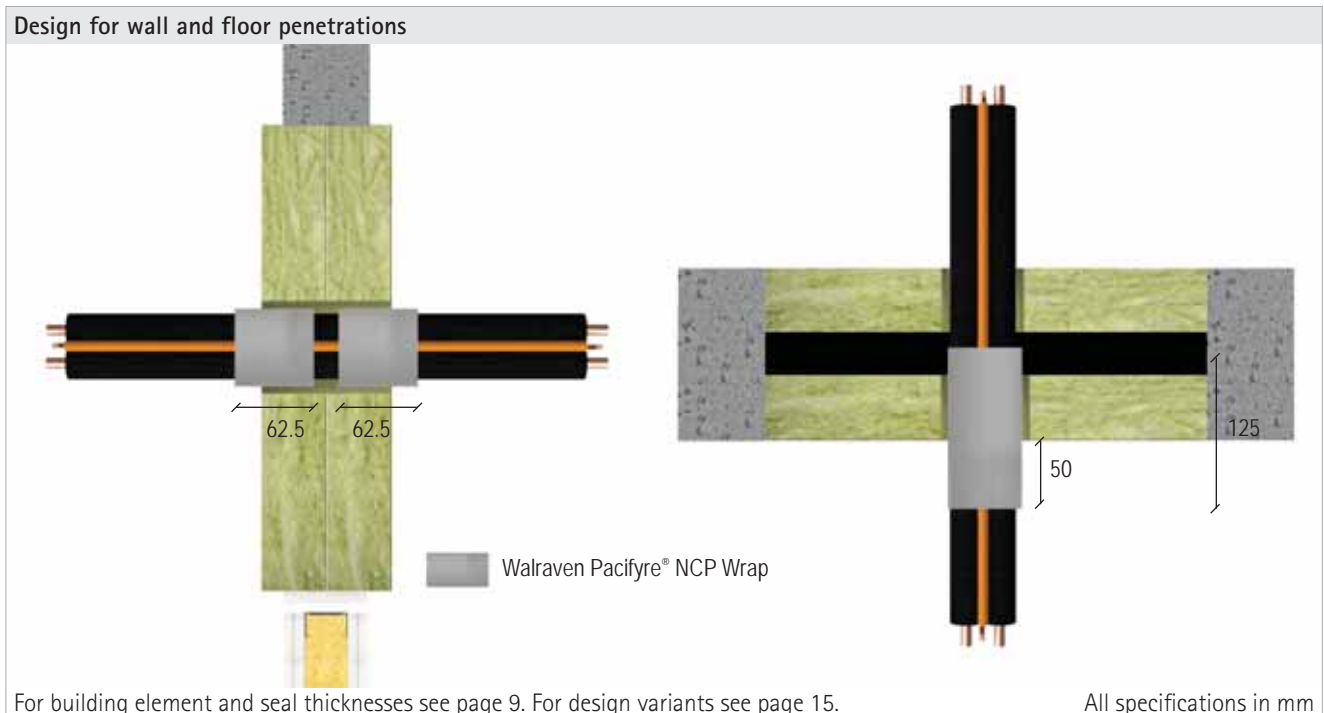 Design for wall and floor penetrations
62.5 62.5
125
50
Walraven Pacifyre® NCP Wrap
For building element and seal thicknesses see page 9. For design variants see page 15. All specifications in mm